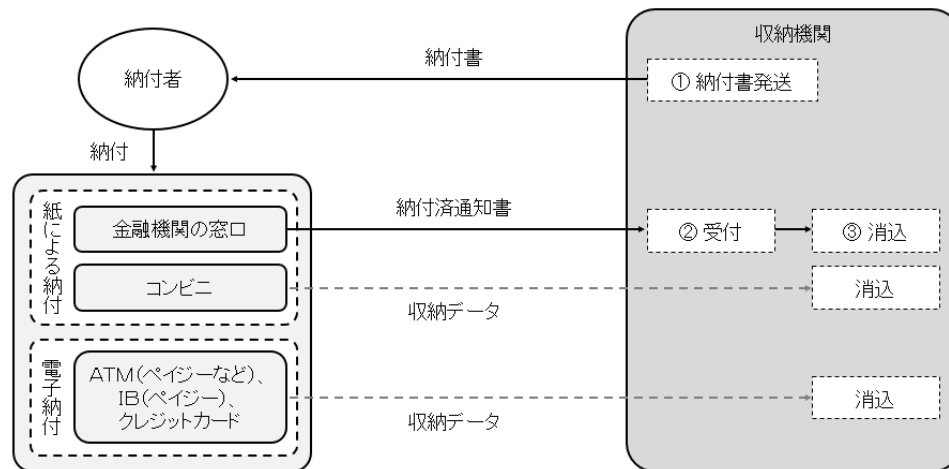 収納機関
納付書
① 納付書発送
納付者
納付
紙による納付
金融機関の窓口
納付済通知書
② 受付
③ 消込
コンビニ
収納データ
消込
電子納付
ATM(ペイジーなど)、
IB(ペイジー)、
クレジットカード
収納データ
消込